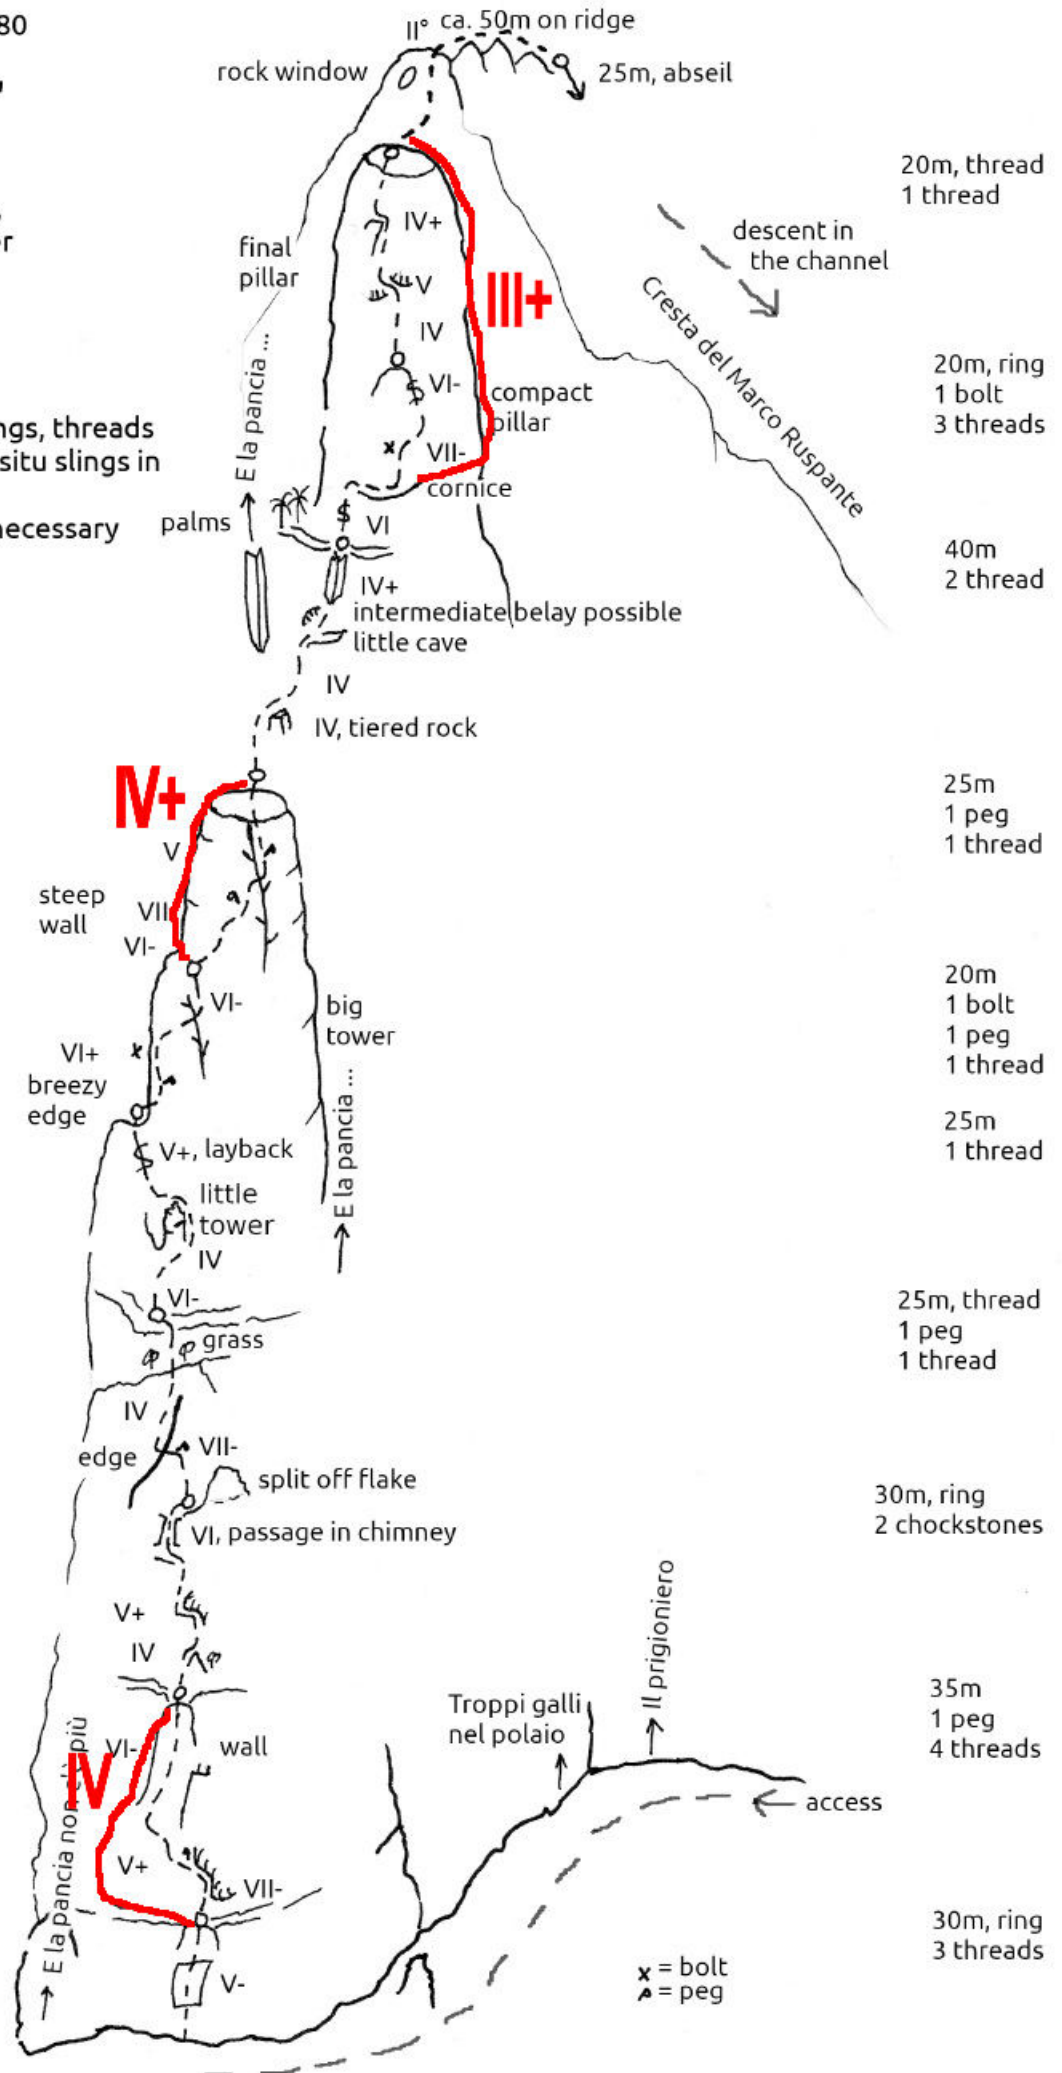 80
II° ca. 50m on ridge
rock window
25m, abseil
20m, thread
1 thread
IV+
descent in
the channel
final
pillar
V
III+
IV
Cresta del Marco Ruspante
E la pancia ...
VI-
compact
pillar
20m, ring
1 bolt
3 threads
ngs, threads
situ slings in
VII-
cornice
necessary
palms
VI
40m
2 thread
IV+
intermediate belay possible
little cave
IV
IV, tiered rock
IV+
25m
1 peg
1 thread
V
steep
wall
VII
VI-
VI-
big
tower
20m
1 bolt
1 peg
1 thread
VI+
breezy
edge
25m
1 thread
V+, layback
E la pancia ...
little
tower
IV
VI-
25m, thread
1 peg
1 thread
grass
IV
edge
VII-
split off flake
30m, ring
2 chockstones
VI, passage in chimney
V+
IV
Il prigioniero
Troppi galli
nel polaio
35m
1 peg
4 threads
VI-
wall
IV
access
E la pancia non c'è più
V+
VII-
30m, ring
3 threads
V-
x = bolt
= peg